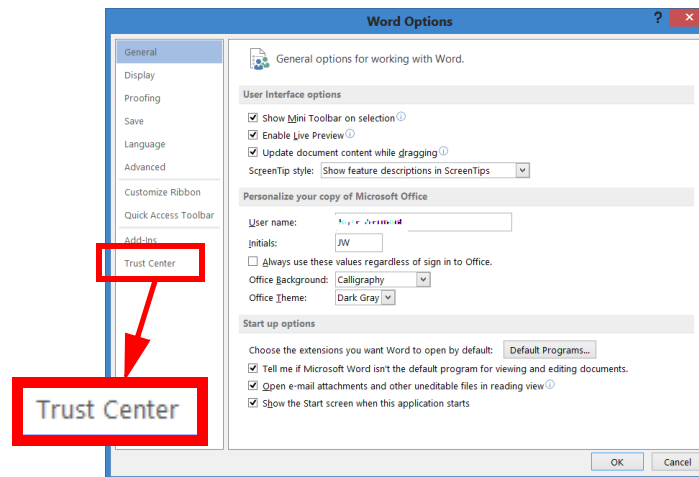 Word Options
?
General
Display
Proofing
Save
Language
Advanced
Customize Ribbon
Quick Access Toolbar
Add-Ins
Trust Center
Trust Center
General options for working with Word.
User Interface options
Show Mini Toolbar on selection
Enable Live Preview
Update document content while dragging
ScreenTip style: Show feature descriptions in ScreenTips
Personalize your copy of Microsoft Office
User name:
Initials: JW
Always use these values regardless of sign in to Office.
Office Background: Calligraphy
Office Theme: Dark Gray
Start up options
Choose the extensions you want Word to open by default: Default Programs...
Tell me if Microsoft Word isn't the default program for viewing and editing documents.
Open e-mail attachments and other uneditable files in reading view
Show the Start screen when this application starts
OK Cancel